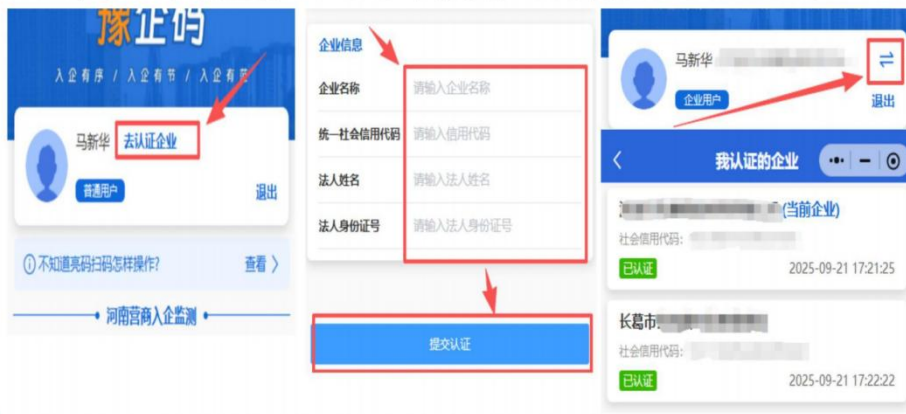 豫企码
入企有序 / 入企有节 / 入企有
马新华 去认证企业
普通用户
退出
不知道亮码扫码怎样操作?
查看
河南营商入企监测
企业信息
企业名称 请输入企业名称
统一社会信用代码 请输入信用代码
法人姓名 请输入法人姓名
法人身份证号 请输入法人身份证号
提交认证
马新华
企业用户
退出
我认证的企业
(当前企业)
社会信用代码:
已认证 2025-09-21 17:21:25
长葛市
社会信用代码:
已认证 2025-09-21 17:22:22